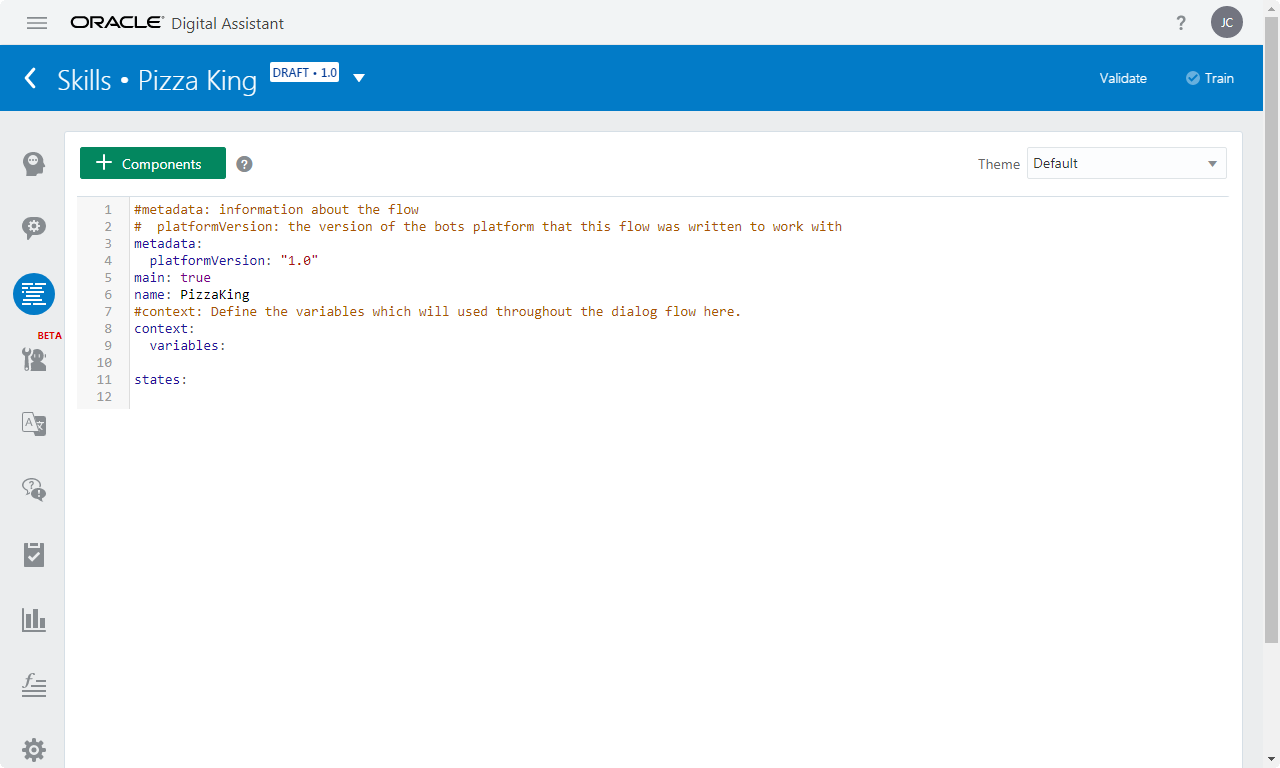 ORACLE® Digital Assistant
?
JC
Skills • Pizza King
DRAFT • 1.0
Validate
Train
+ Components
?
Theme
Default
1 #metadata: information about the flow
2 #  platformVersion: the version of the bots platform that this flow was written to work with
3 metadata:
4   platformVersion: "1.0"
5 main: true
6 name: PizzaKing
7 #context: Define the variables which will used throughout the dialog flow here.
8 context:
9   variables:
10
11 states:
12
BETA